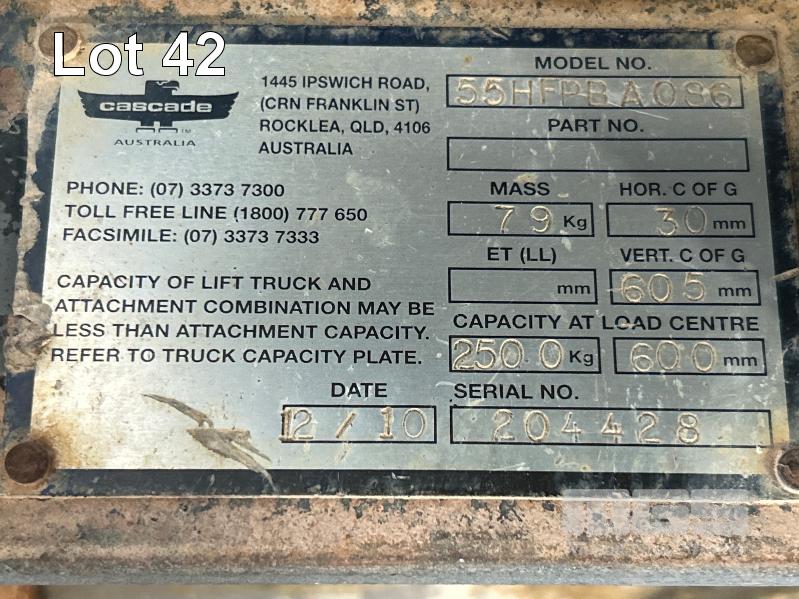 Lot 42
cascade
TM
AUSTRALIA
1445 IPSWICH ROAD,
(CRN FRANKLIN ST)
ROCKLEA, QLD, 4106
AUSTRALIA
PHONE: (07) 3373 7300
TOLL FREE LINE (1800) 777 650
FACSIMILE: (07) 3373 7333
CAPACITY OF LIFT TRUCK AND
ATTACHMENT COMBINATION MAY BE
LESS THAN ATTACHMENT CAPACITY.
REFER TO TRUCK CAPACITY PLATE.
MODEL NO.
55HFPBA086
PART NO.
MASS HOR. C OF G
79 Kg 30 mm
ET (LL) VERT. C OF G
mm 605 mm
CAPACITY AT LOAD CENTRE
250.0 Kg 600 mm
DATE SERIAL NO.
12/10 204428